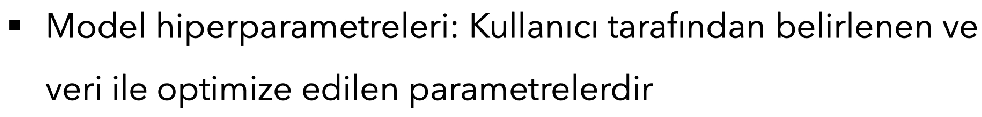 ▪ Model hiperparametreleri: Kullanıcı tarafından belirlenen ve
veri ile optimize edilen parametrelerdir